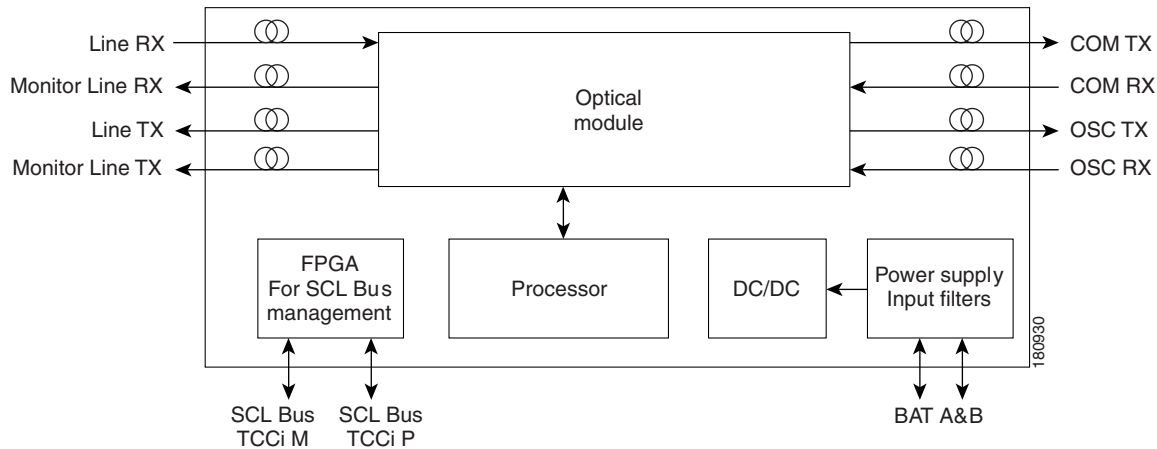 Line RX
Monitor Line RX
Line TX
Monitor Line TX
Optical
module
COM TX
COM RX
OSC TX
OSC RX
FPGA
For SCL Bus
management
Processor
DC/DC
Power supply
Input filters
180930
SCL Bus
TCCi M
SCL Bus
TCCi P
BAT A&B